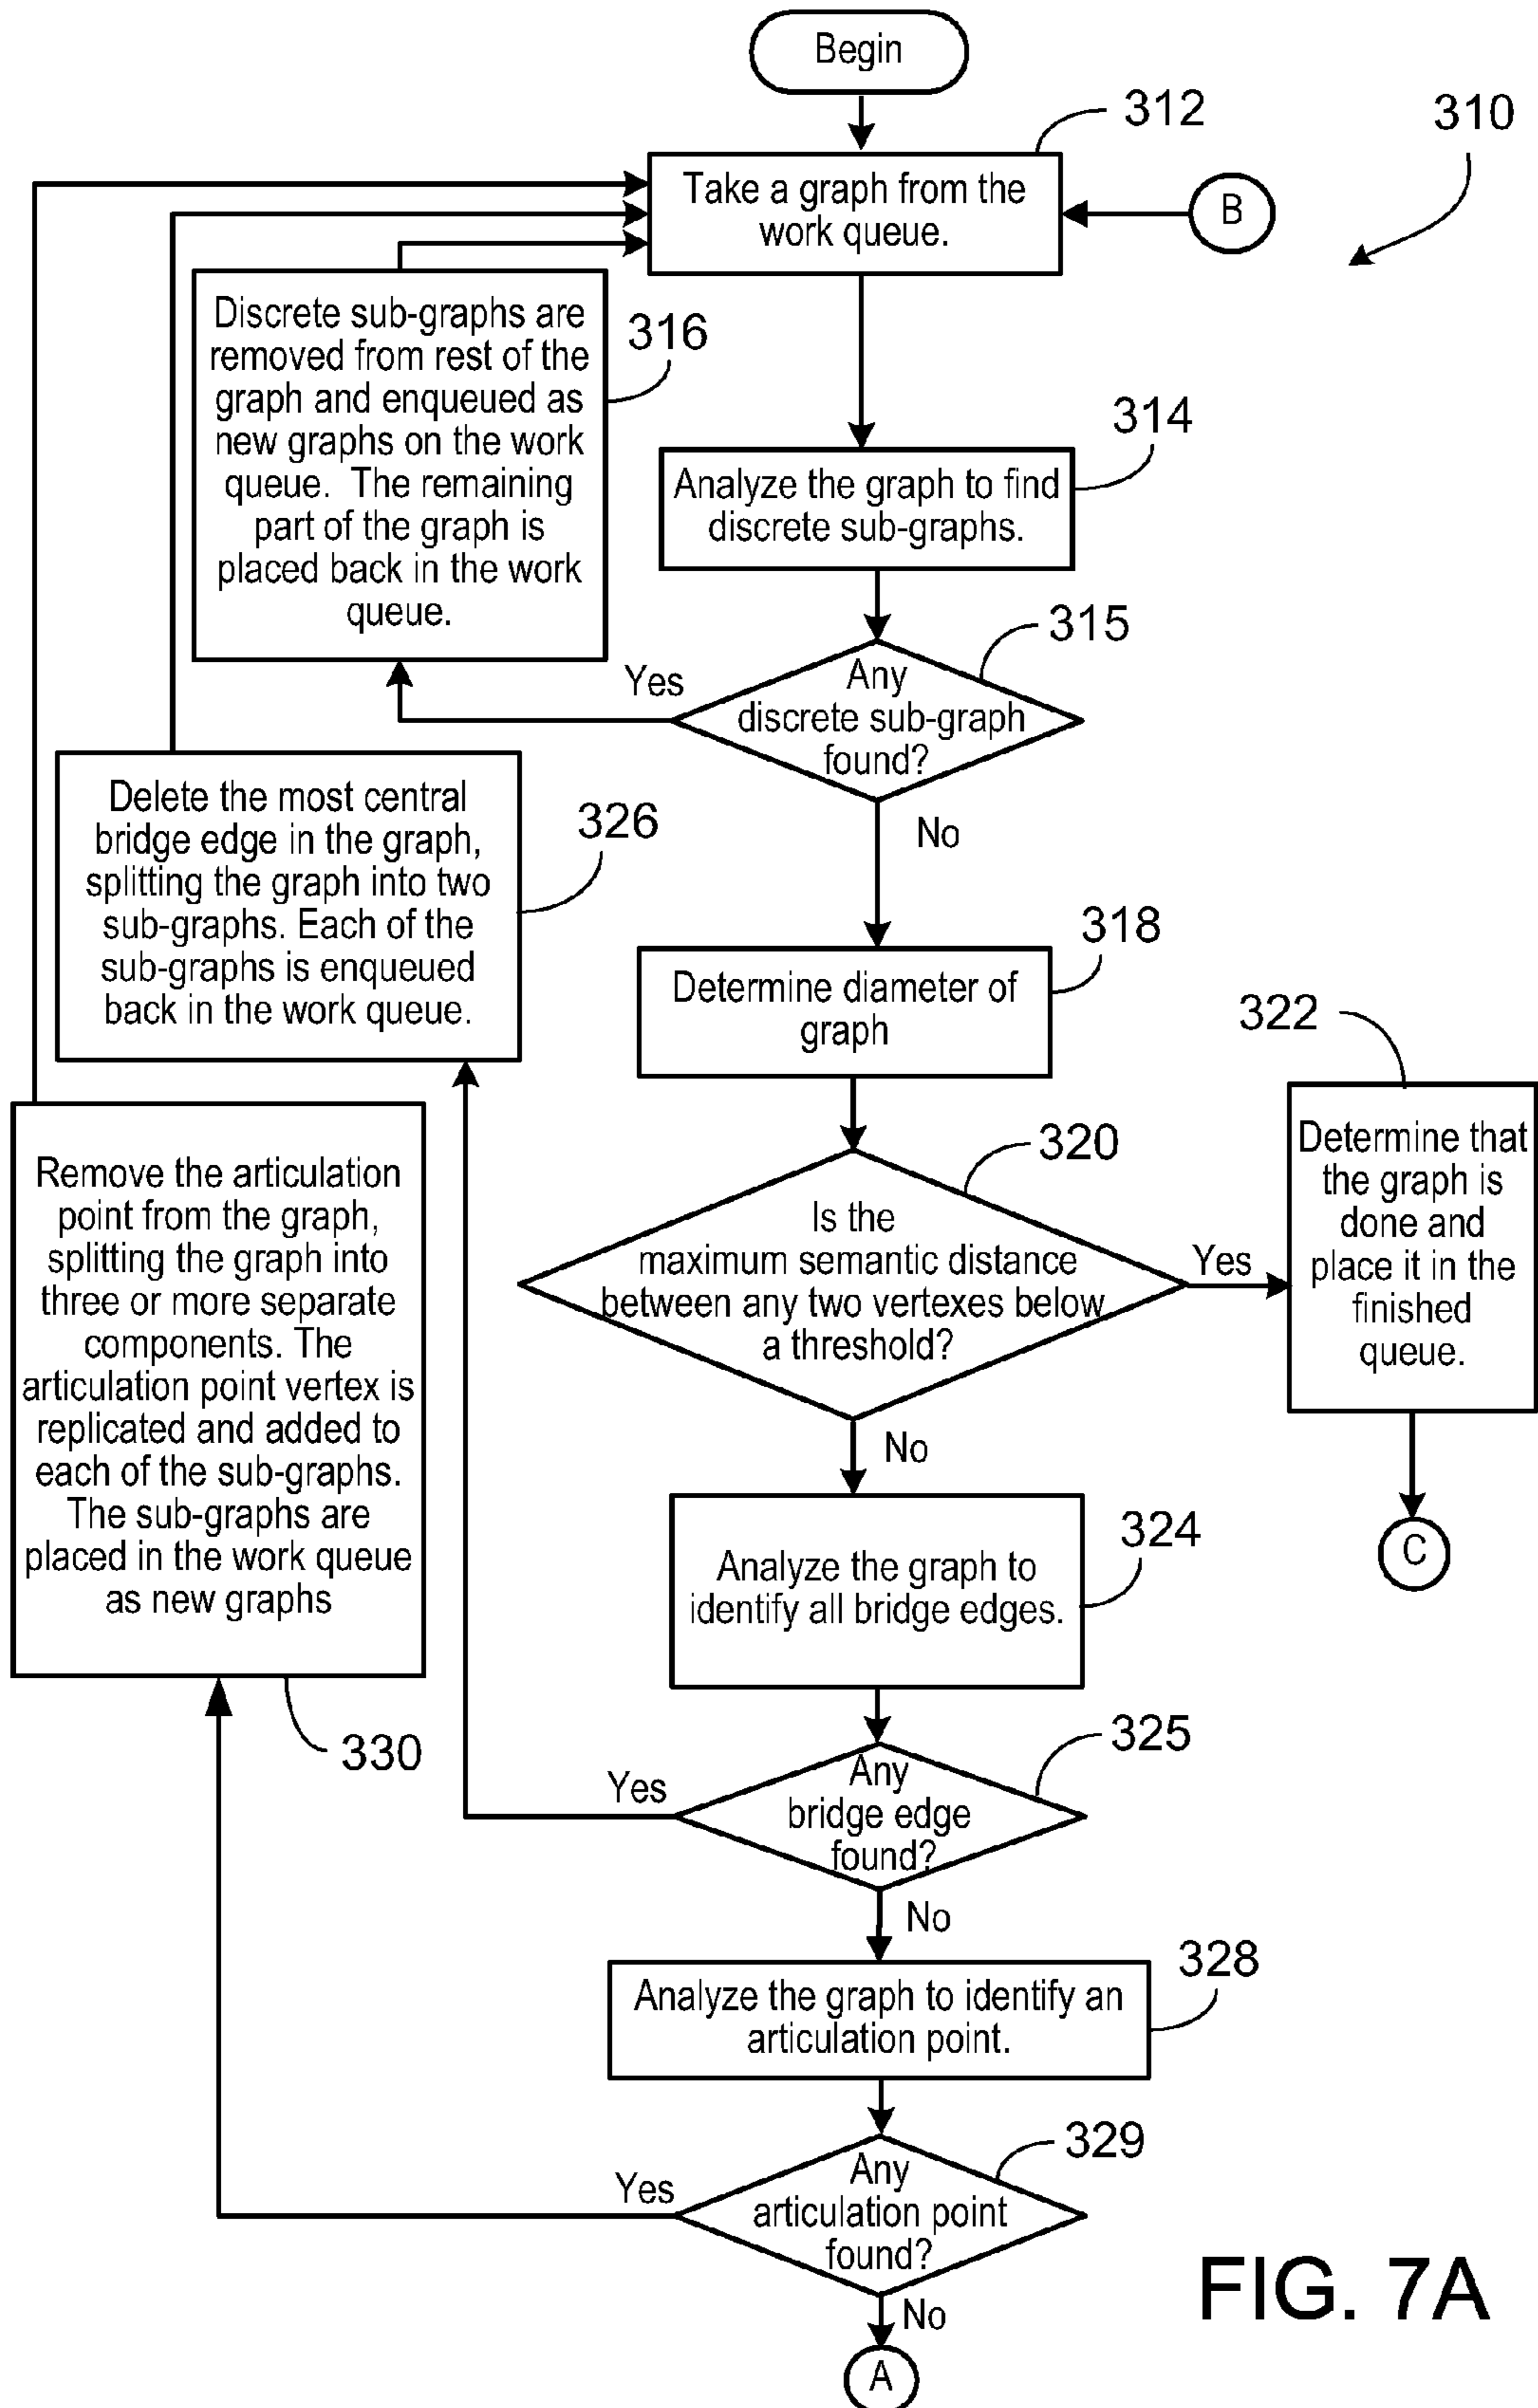 Begin
312
310
Take a graph from the
work queue.
B
Discrete sub-graphs are
removed from rest of the
graph and enqueued as
new graphs on the work
queue. The remaining
part of the graph is
placed back in the work
queue.
316
314
Analyze the graph to find
discrete sub-graphs.
315
Yes
Any
discrete sub-graph
found?
No
Delete the most central
bridge edge in the graph,
splitting the graph into two
sub-graphs. Each of the
sub-graphs is enqueued
back in the work queue.
326
318
Determine diameter of
graph
322
Determine that
the graph is
done and
place it in the
finished
queue.
320
Is the
maximum semantic distance
between any two vertexes below
a threshold?
Yes
No
C
Remove the articulation
point from the graph,
splitting the graph into
three or more separate
components. The
articulation point vertex is
replicated and added to
each of the sub-graphs.
The sub-graphs are
placed in the work queue
as new graphs
330
324
Analyze the graph to
identify all bridge edges.
325
Yes
Any
bridge edge
found?
No
328
Analyze the graph to identify an
articulation point.
329
Yes
Any
articulation point
found?
No
A
FIG. 7A